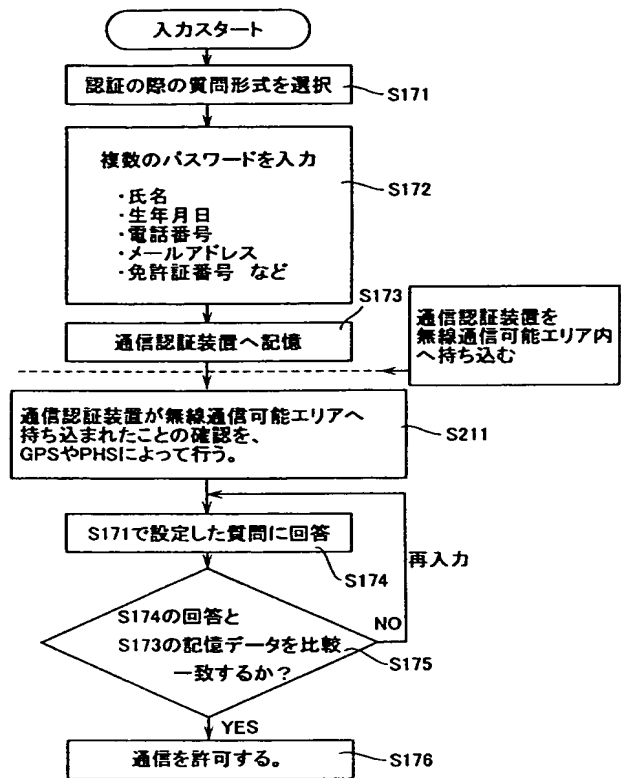 入力スタート
認証の際の質問形式を選択
S171
複数のパスワードを入力
・氏名
・生年月日
・電話番号
・メールアドレス
・免許証番号 など
S172
S173
通信認証装置へ記憶
通信認証装置を
無線通信可能エリア内
へ持ち込む
通信認証装置が無線通信可能エリアへ
持ち込まれたことの確認を、
GPSやPHSによって行う。
S211
S171で設定した質問に回答
S174
再入力
S174の回答と
S173の記憶データを比較
一致するか?
NO
S175
YES
通信を許可する。
S176